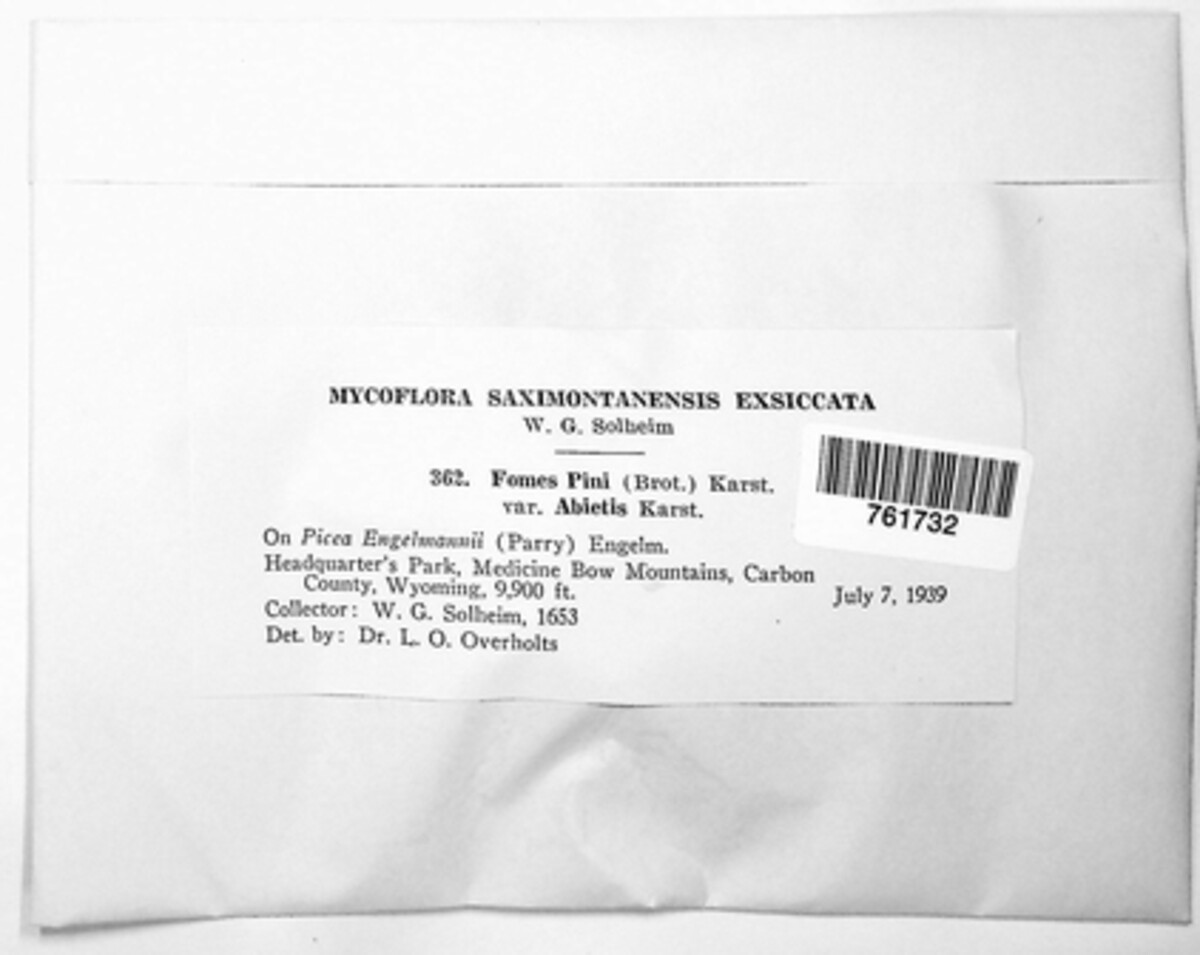 MYCOFLORA SAXIMONTANENSIS EXSICCATA
W. G. Solheim
362. Fomes Pini (Brot.) Karst.
var. Abietis Karst.
761732
On Picea Engelmannii (Parry) Engelm.
Headquarter's Park, Medicine Bow Mountains, Carbon
County, Wyoming, 9,900 ft.
July 7, 1939
Collector: W. G. Solheim, 1653
Det. by: Dr. L. O. Overholts